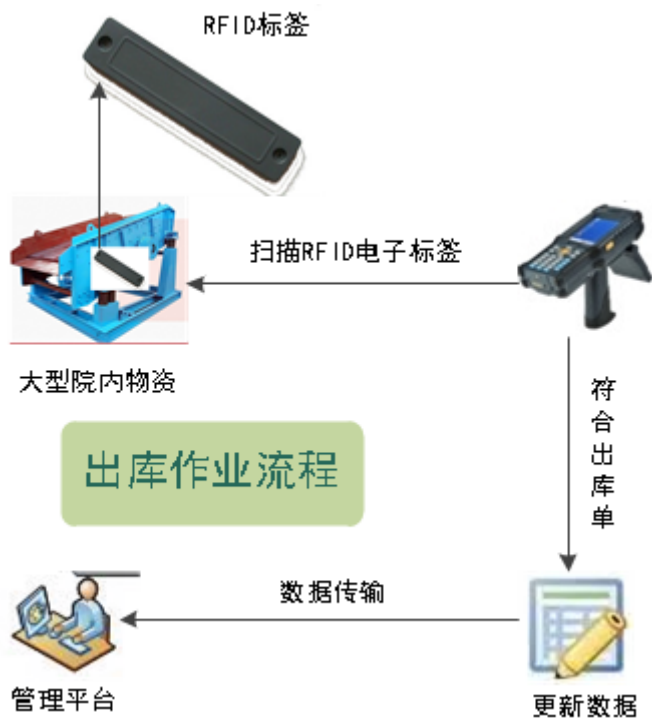 RFID标签
扫描RFID电子标签
大型院内物资
符合出库单
出库作业流程
数据传输
管理平台
更新数据